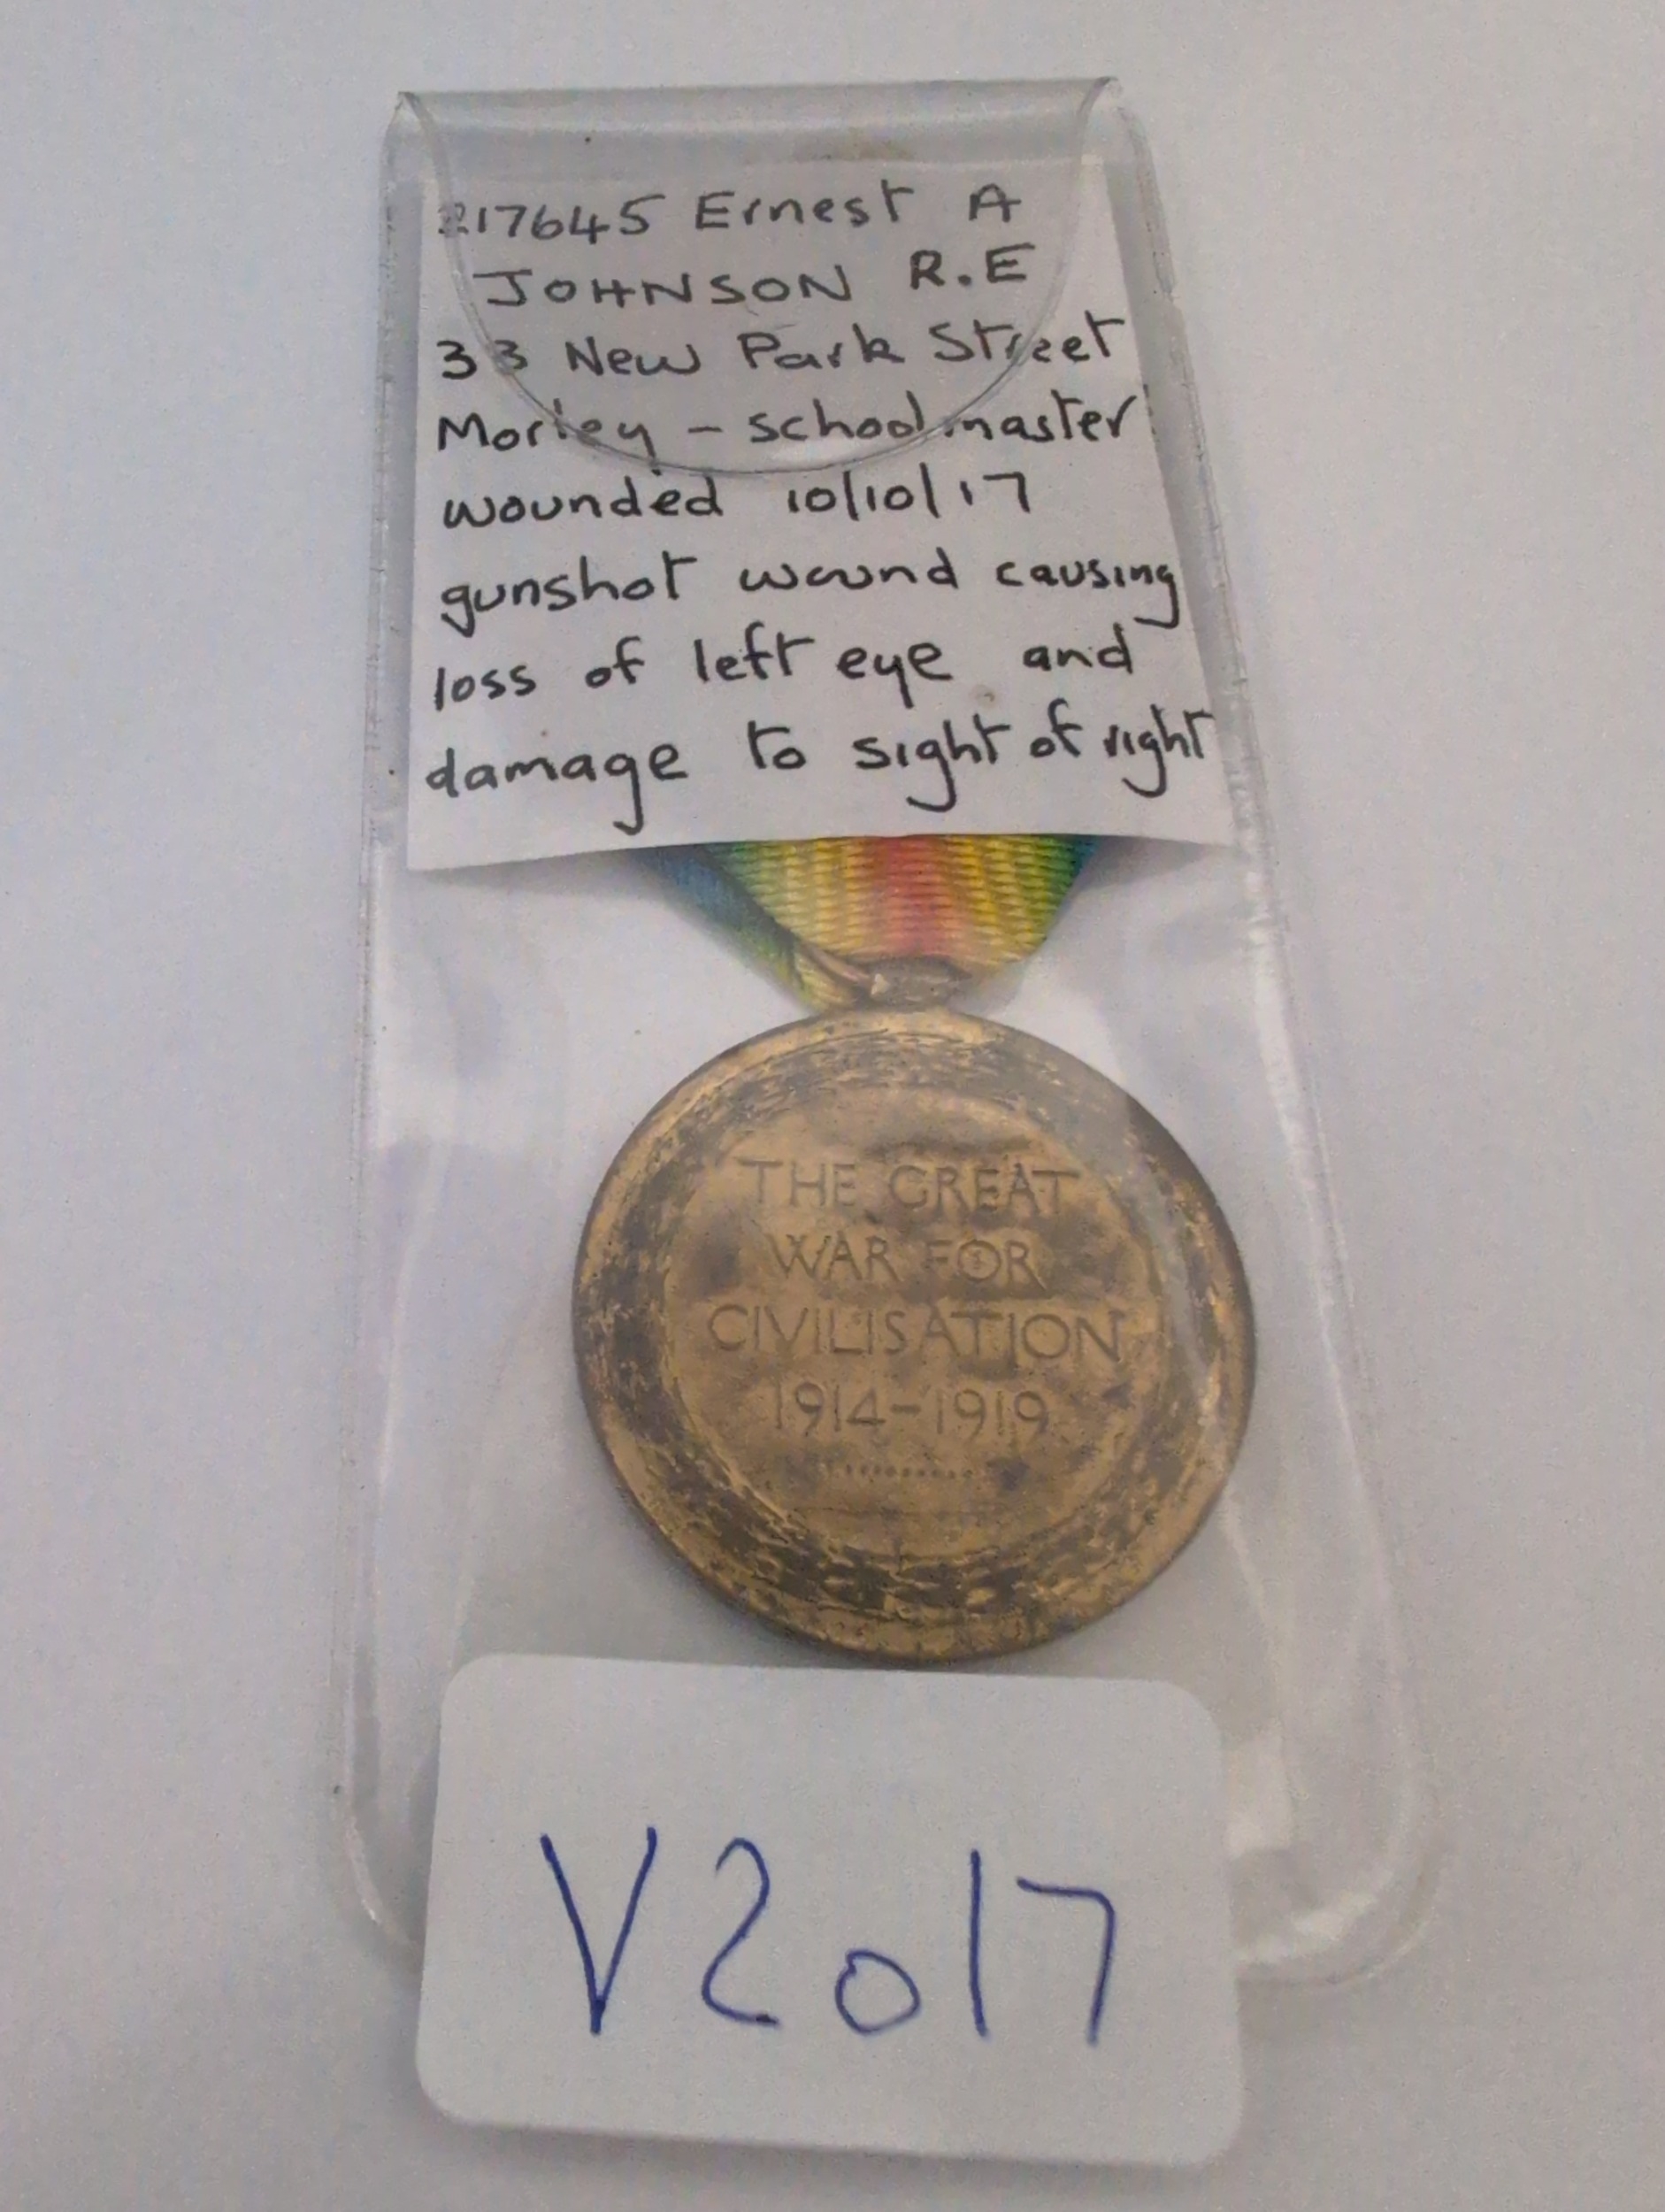 217645 Ernest A
JOHNSON R.E
33 New Park Street
Morley - schoolmaster
wounded 10/10/17
gunshot wound causing
loss of left eye and
damage to sight of right
THE GREAT
WAR FOR
CIVILISATION
1914-1919
V2017